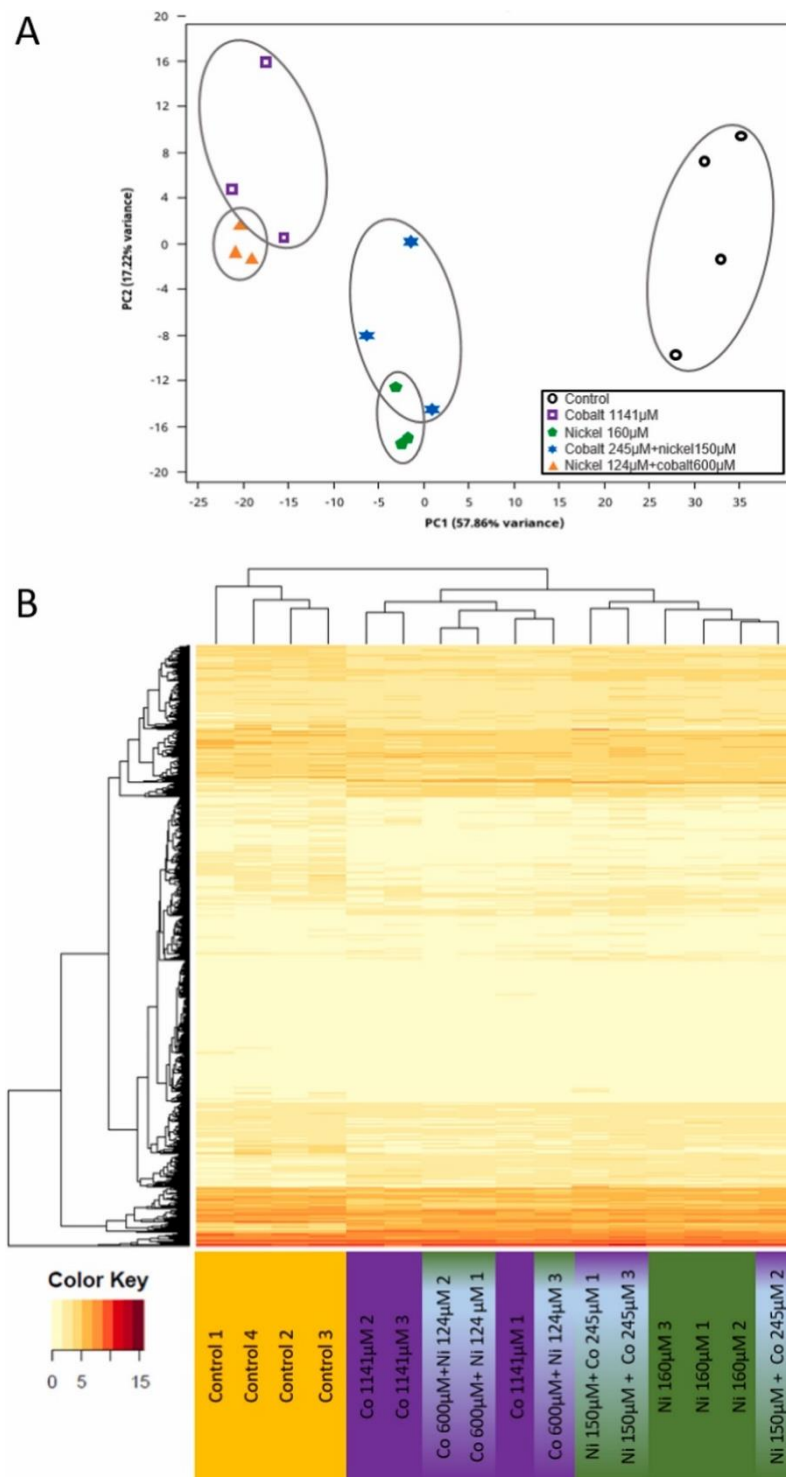 A
20
16
12
8
4
0
-4
-8
-12
-16
-20
PC2 (17.22% variance)
Control
Cobalt 1141µM
Nickel 160µM
Cobalt 245µM+nickel150µM
Nickel 124µM+cobalt600µM
-25 -20 -15 -10 -5 0 5 10 15 20 25 30 35
PC1 (57.86% variance)
B
Color Key
0 5 10 15
Control 1
Control 4
Control 2
Control 3
Co 1141µM 2
Co 1141µM 3
Co 600µM+Ni 124µM 2
Co 600µM+ Ni 124 µM 1
Co 1141µM 1
Co 600µM+ Ni 124µM 3
Ni 150µM+ Co 245µM 1
Ni 150µM + Co 245µM 3
Ni 160µM 3
Ni 160µM 1
Ni 160µM 2
Ni 150µM + Co 245µM 2